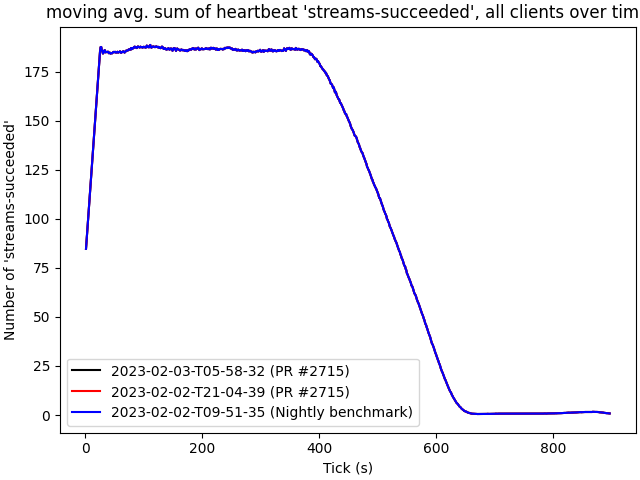 moving avg. sum of heartbeat 'streams-succeeded', all clients over tim
Number of 'streams-succeeded'
175
150
125
100
75
50
25
0
2023-02-03-T05-58-32 (PR #2715)
2023-02-02-T21-04-39 (PR #2715)
2023-02-02-T09-51-35 (Nightly benchmark)
0 200 400 600 800
Tick (s)